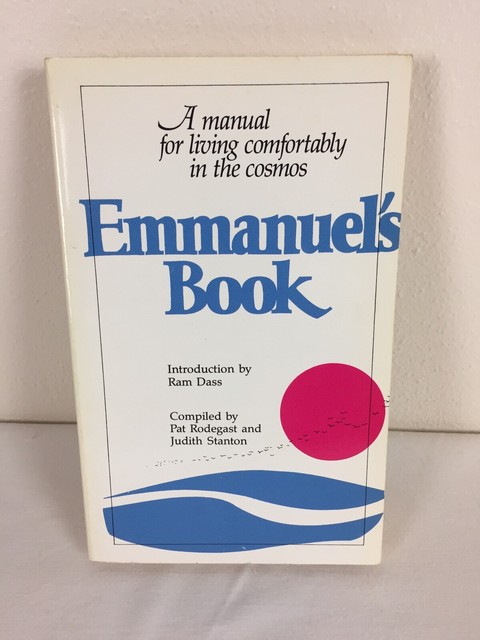 A manual
for living comfortably
in the cosmos
Emmanuel's
Book
Introduction by
Ram Dass
Compiled by
Pat Rodegast and
Judith Stanton